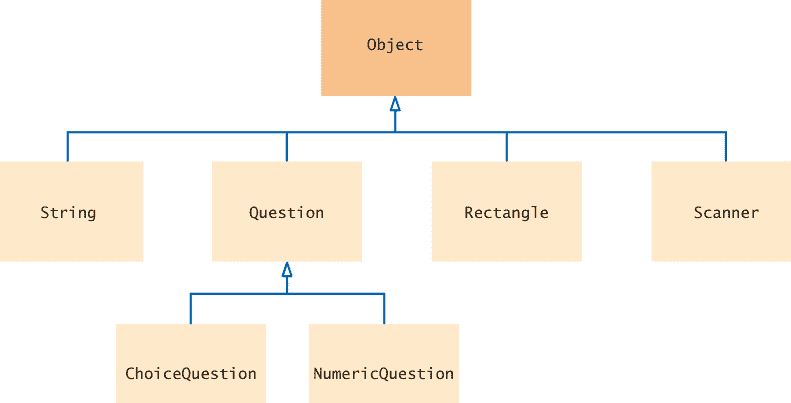 Object
String
Question
Rectangle
Scanner
ChoiceQuestion
NumericQuestion